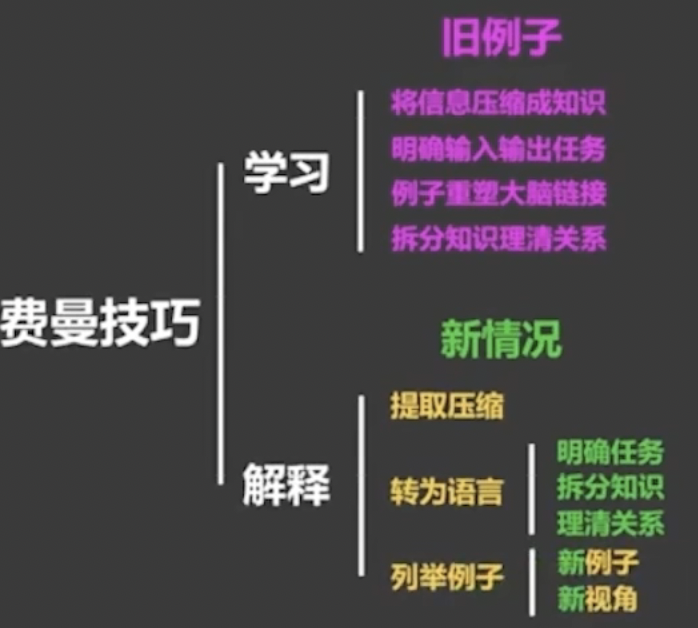 旧例子
将信息压缩成知识
明确输入输出任务
学习
例子重塑大脑链接
拆分知识理清关系
费曼技巧
新情况
提取压缩
解释
转为语言
明确任务
拆分知识
理清关系
列举例子
新例子
新视角